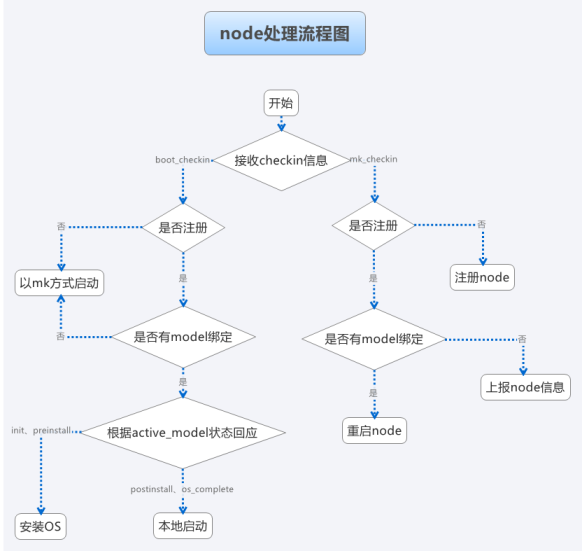 node处理流程图
开始
接收checkin信息
boot_checkin
mk_checkin
是否注册
是否注册
否
否
以mk方式启动
注册node
是
是
是否有model绑定
是否有model绑定
否
否
上报node信息
是
是
重启node
根据active_model状态回应
init、preinstall
postinstall、os_complete
安装OS
本地启动